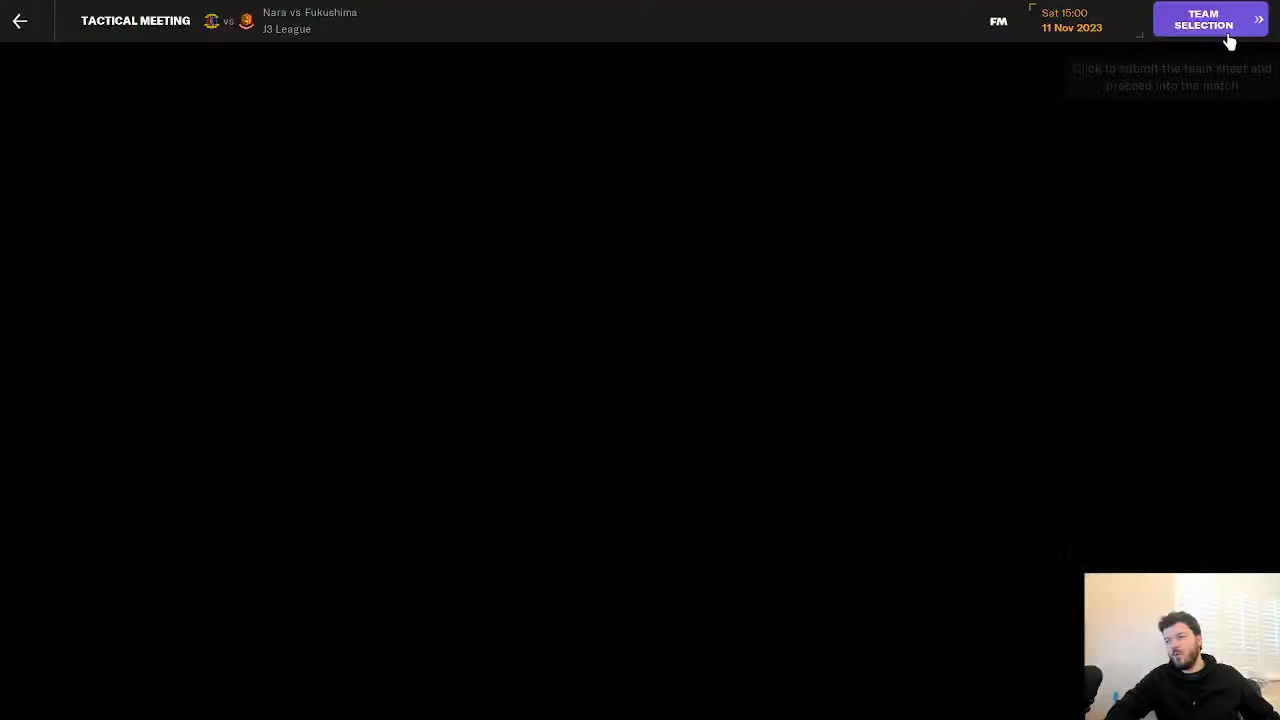 TACTICAL MEETING
vs
Nara vs Fukushima
J3 League
FM
Sat 15:00
11 Nov 2023
TEAM
SELECTION
Click to submit the team sheet and
proceed into the match